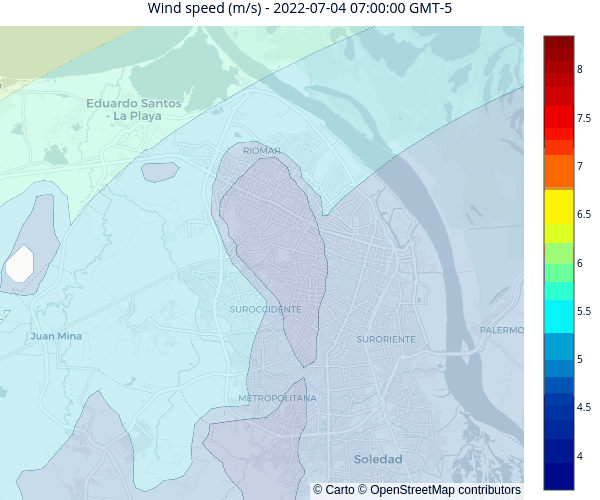 Wind speed (m/s) - 2022-07-04 07:00:00 GMT-5
Eduardo Santos
- La Playa
RIOMAR
SUROCCIDENTE
Juan Mina
SURORIENTE
PALERMO
METROPOLITANA
Soledad
© Carto © OpenStreetMap contributors
8
7.5
7
6.5
6
5.5
5
4.5
4